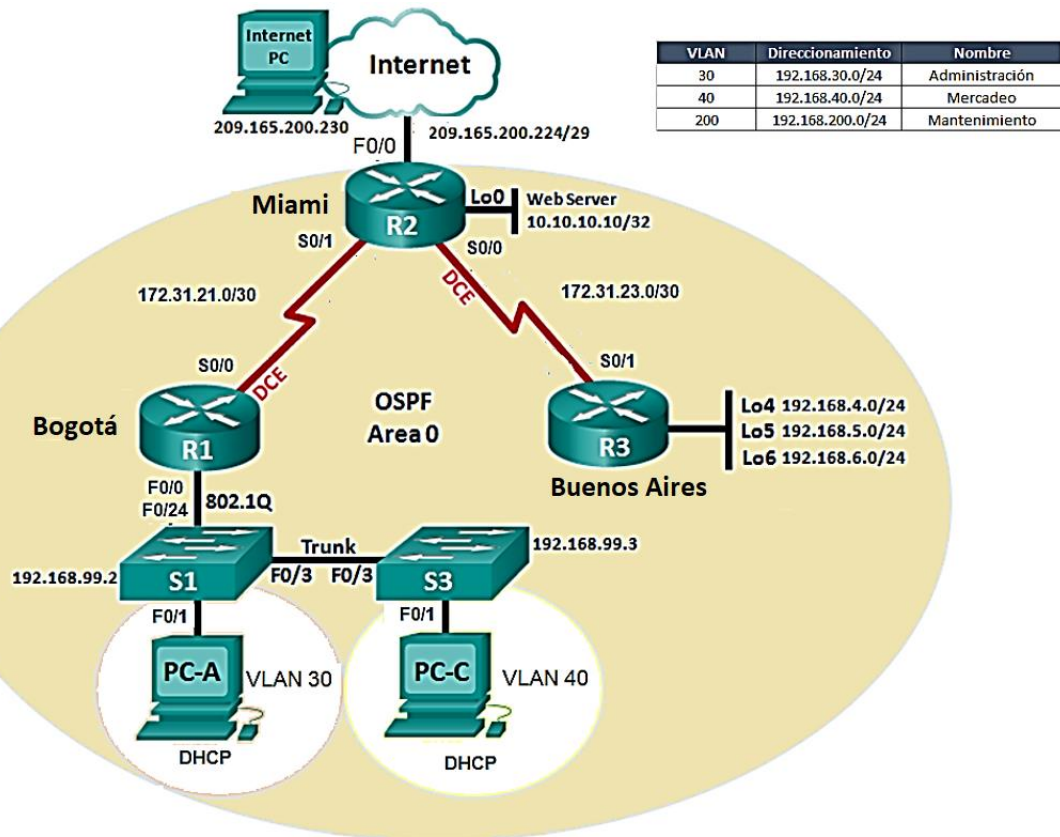 Internet
PC
Internet
209.165.200.230
209.165.200.224/29
F0/0
VLAN Direccionamiento Nombre
30 192.168.30.0/24 Administración
40 192.168.40.0/24 Mercadeo
200 192.168.200.0/24 Mantenimiento
Miami
R2
Lo0
Web Server
10.10.10.10/32
S0/1
S0/0
DCE
172.31.21.0/30
172.31.23.0/30
S0/0
DCE
S0/1
Bogotá
R1
OSPF
Area 0
R3
Buenos Aires
Lo4 192.168.4.0/24
Lo5 192.168.5.0/24
Lo6 192.168.6.0/24
F0/0
F0/24
802.1Q
192.168.99.2
S1
Trunk
F0/3 F0/3
S3
192.168.99.3
F0/1
F0/1
PC-A
VLAN 30
DHCP
PC-C
VLAN 40
DHCP